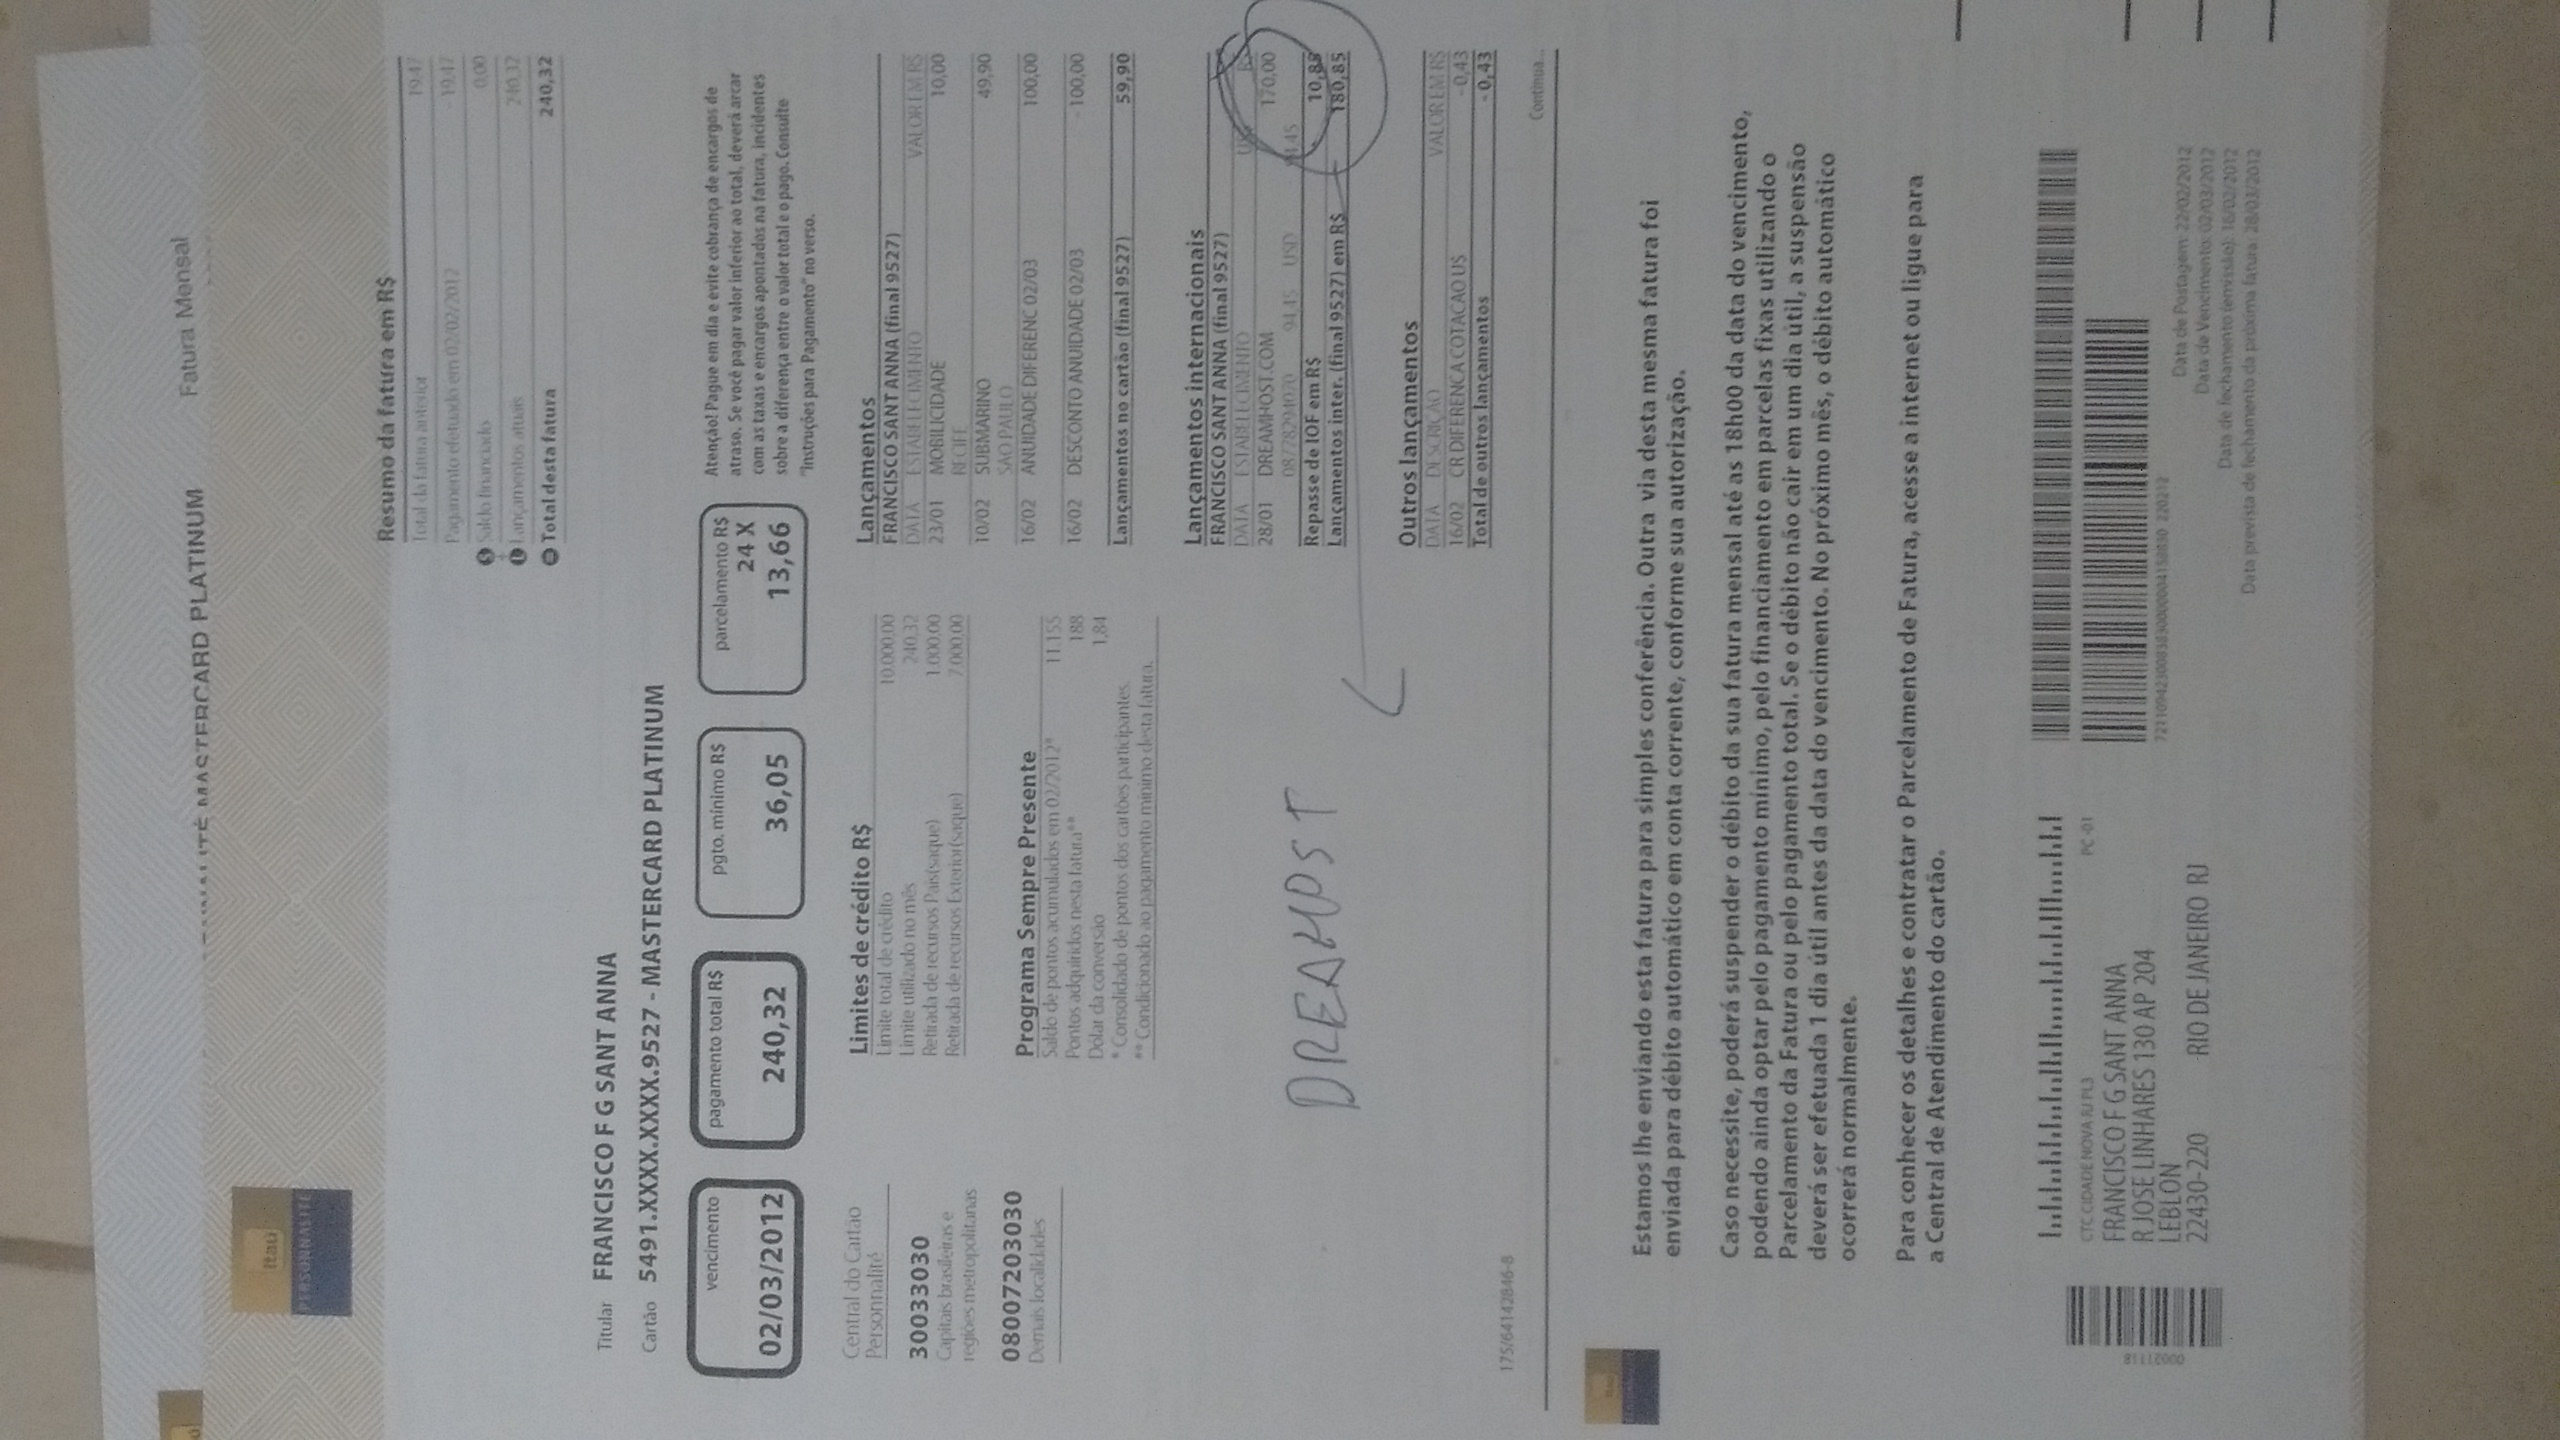 MASTERCARD PLATINUM Fatura Mensal
Itaú
PERSONNALITÉ
Resumo da fatura em R$
Total da fatura anterior 19,47
Pagamento efetuado em 02/02/2012 - 19,47
S Saldo financiado 0,00
L Lançamentos atuais 240,32
Total desta fatura 240,32
Titular FRANCISCO F G SANT ANNA
Cartão 5491.XXXX.XXXX.9527 - MASTERCARD PLATINUM
vencimento
02/03/2012
pagamento total R$
240,32
pgto. mínimo R$
36,05
parcelamento R$
24 X
13,66
Atenção! Pague em dia e evite cobrança de encargos de
atraso. Se você pagar valor inferior ao total, deverá arcar
com as taxas e encargos apontados na fatura, incidentes
sobre a diferença entre o valor total e o pago. Consulte
"Instruções para Pagamento" no verso.
Central do Cartão
Personnalité
30033030
Capitais brasileiras e
regiões metropolitanas
08007203030
Demais localidades
Limites de crédito R$
Limite total de crédito 10.000,00
Limite utilizado no mês 240,32
Retirada de recursos País(saque) 1.000,00
Retirada de recursos Exterior(saque) 7.000,00
Programa Sempre Presente
Saldo de pontos acumulados em 02/2012* 11.155
Pontos adquiridos nesta fatura** 188
Dólar da conversão 1,84
* Consolidado de pontos dos cartões participantes.
** Condicionado ao pagamento mínimo desta fatura.
DREAHOST
Lançamentos
FRANCISCO SANT ANNA (final 9527)
DATA ESTABELECIMENTO VALOR EM R$
23/01 MOBILICIDADE 10,00
RECIFE
10/02 SUBMARINO 49,90
SAO PAULO
16/02 ANUIDADE DIFERENC 02/03 100,00
16/02 DESCONTO ANUIDADE 02/03 - 100,00
Lançamentos no cartão (final 9527) 59,90
Lançamentos internacionais
FRANCISCO SANT ANNA (final 9527)
DATA ESTABELECIMENTO US$ R$
28/01 DREAMHOST.COM 170,00
08778294070 94,45 USD 94,45
Repasse de IOF em R$ 10,85
Lançamentos inter. (final 9527) em R$ 180,85
Outros lançamentos
DATA DESCRIÇÃO VALOR EM R$
16/02 CR DIFERENCA COTACAO US - 0,43
Total de outros lançamentos - 0,43
Continua...
175/64142846-8
Estamos lhe enviando esta fatura para simples conferência. Outra via desta mesma fatura foi
enviada para débito automático em conta corrente, conforme sua autorização.
Caso necessite, poderá suspender o débito da sua fatura mensal até as 18h00 da data do vencimento,
podendo ainda optar pelo pagamento mínimo, pelo financiamento em parcelas fixas utilizando o
Parcelamento da Fatura ou pelo pagamento total. Se o débito não cair em um dia útil, a suspensão
deverá ser efetuada 1 dia útil antes da data do vencimento. No próximo mês, o débito automático
ocorrerá normalmente.
Para conhecer os detalhes e contratar o Parcelamento de Fatura, acesse a internet ou ligue para
a Central de Atendimento do cartão.
CTC CIDADE NOVA RJ PL3 PC -01
FRANCISCO F G SANT ANNA
R JOSE LINHARES 130 AP 204
LEBLON
22430-220 RIO DE JANEIRO RJ
Data de Postagem: 22/02/2012
Data de Vencimento: 02/03/2012
Data de fechamento (emissão): 16/02/2012
Data prevista de fechamento da próxima fatura: 28/03/2012